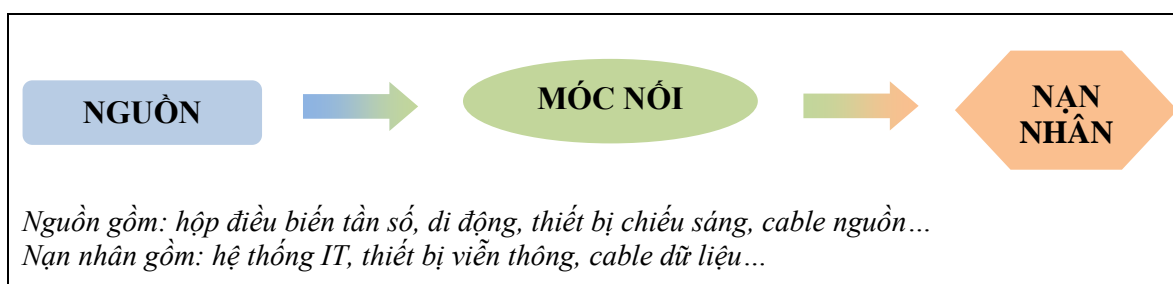 NGUỒN
MÓC NỐI
NẠN
NHÂN
Nguồn gồm: hộp điều biến tần số, di động, thiết bị chiếu sáng, cable nguồn…
Nạn nhân gồm: hệ thống IT, thiết bị viễn thông, cable dữ liệu…